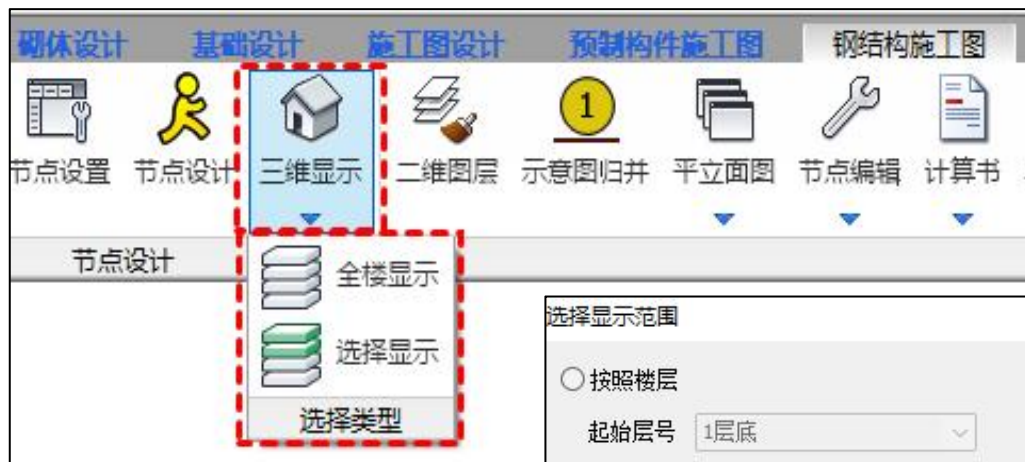 砌体设计 基础设计 施工图设计 预制构件施工图 钢结构施工图
1
节点设置 节点设计 三维显示 二维图层 示意图归并 平立面图 节点编辑 计算书
节点设计
全楼显示
选择显示
选择类型
选择显示范围
按照楼层
起始层号 1层底